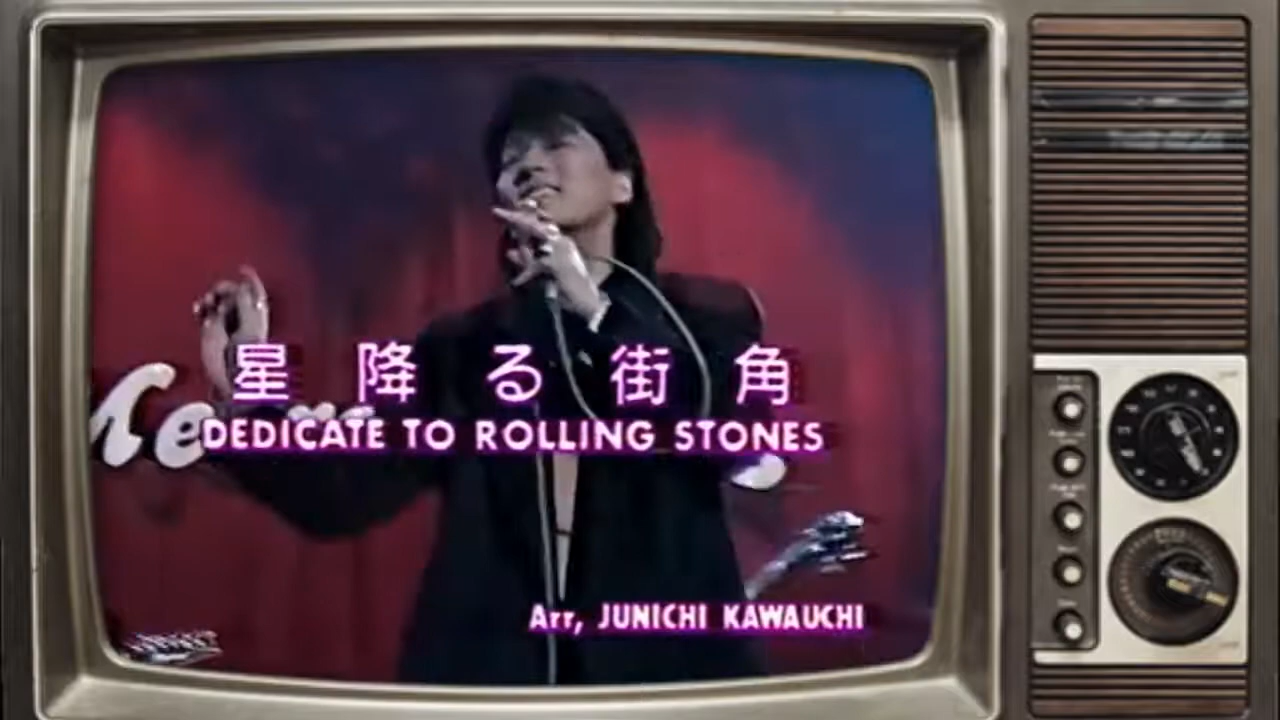 星降る街角
DEDICATE TO ROLLING STONES
Arr, JUNICHI KAWAUCHI